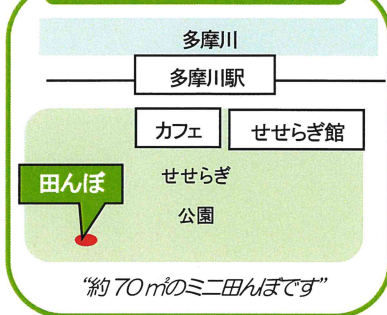 多摩川
多摩川駅
カフェ
せせらぎ館
田んぼ
せせらぎ
公園
“約70㎡のミニ田んぼです”